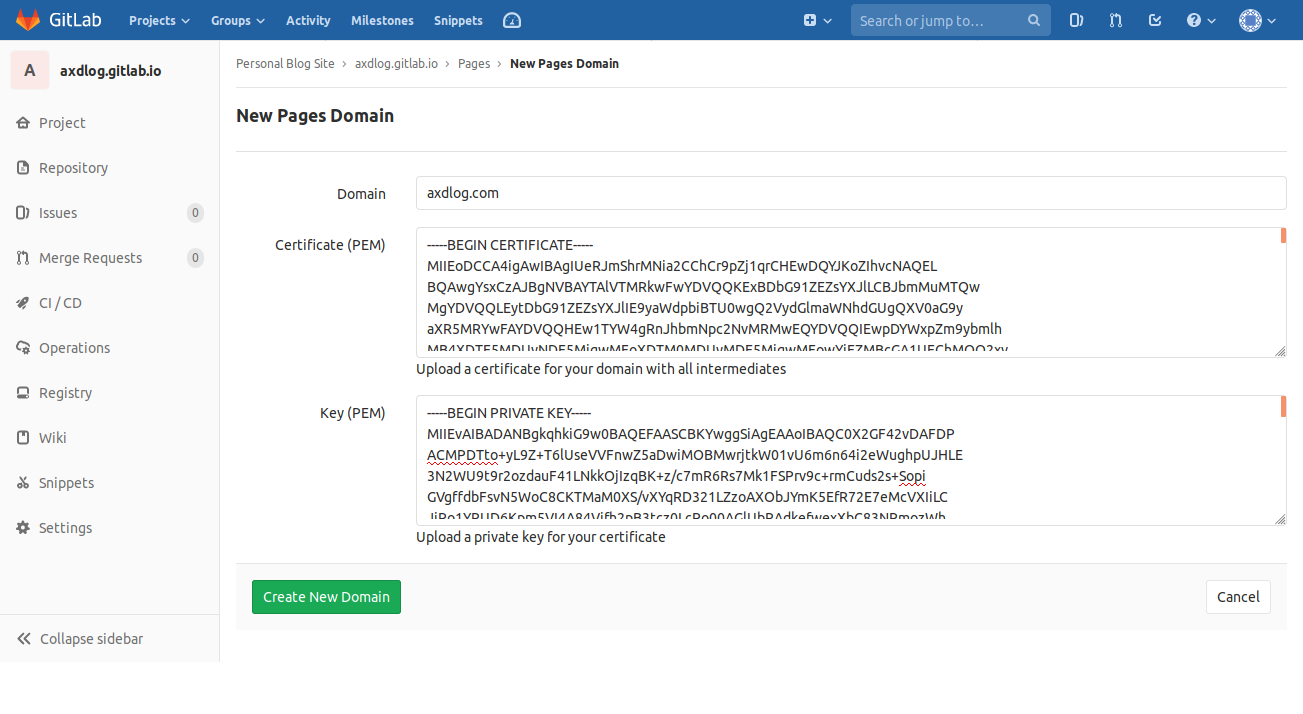 GitLab Projects Groups Activity Milestones Snippets Search or jump to…
A axdlog.gitlab.io
Project
Repository
Issues 0
Merge Requests 0
CI / CD
Operations
Registry
Wiki
Snippets
Settings
Collapse sidebar
Personal Blog Site › axdlog.gitlab.io › Pages › New Pages Domain
New Pages Domain
Domain axdlog.com
Certificate (PEM)
-----BEGIN CERTIFICATE-----
MIIEoDCCA4igAwIBAgIUeRJmShrMNia2CChCr9pZj1qrCHEwDQYJKoZIhvcNAQEL
BQAwgYsxCzAJBgNVBAYTAlVTMRkwFwYDVQQKExBDbG91ZEZsYXJlLCBJbmMuMTQw
MgYDVQQLEytDbG91ZEZsYXJlIE9yaWdpbiBTU0wgQ2VydGlmaWNhdGUgQXV0aG9y
aXR5MRYwFAYDVQQHEw1TYW4gRnJhbmNpc2NvMRMwEQYDVQQIEwpDYWxpZm9ybmlh
Upload a certificate for your domain with all intermediates
Key (PEM)
-----BEGIN PRIVATE KEY-----
MIIEvAIBADANBgkqhkiG9w0BAQEFAASCBKYwggSiAgEAAoIBAQC0X2GF42vDAFDP
ACMPDTto+yL9Z+T6lUseVVFnwZ5aDwiMOBMwrjtkW01vU6m6n64i2eWughpUJHLE
3N2WU9t9r2ozdauF41LNkkOjIzqBK+z/c7mR6Rs7Mk1FSPrv9c+rmCuds2s+Sopi
GVgffdbFsvN5WoC8CKTMaM0XS/vXYqRD321LZzoAXObJYmK5EfR72E7eMcVXIiLC
Upload a private key for your certificate
Create New Domain Cancel